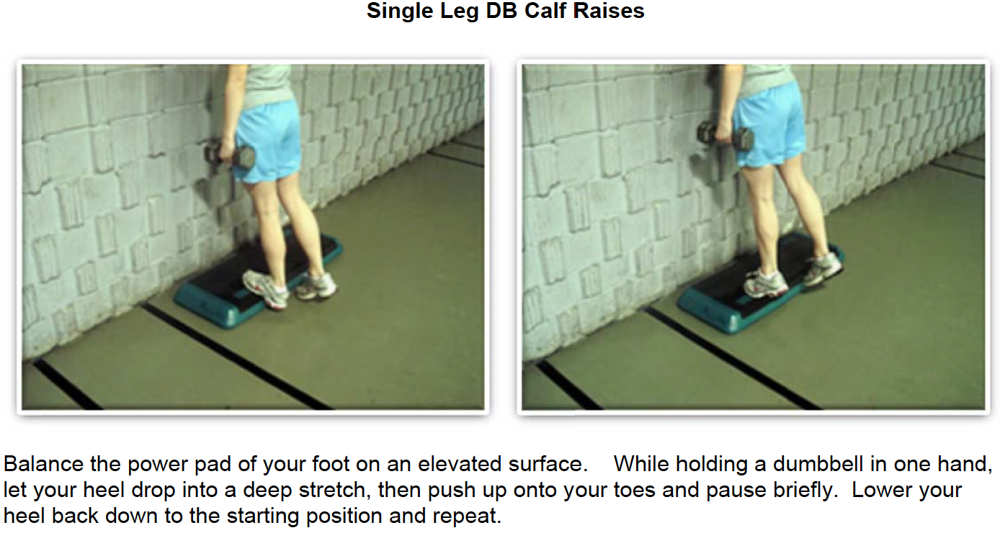 Single Leg DB Calf Raises
Balance the power pad of your foot on an elevated surface. While holding a dumbbell in one hand,
let your heel drop into a deep stretch, then push up onto your toes and pause briefly. Lower your
heel back down to the starting position and repeat.